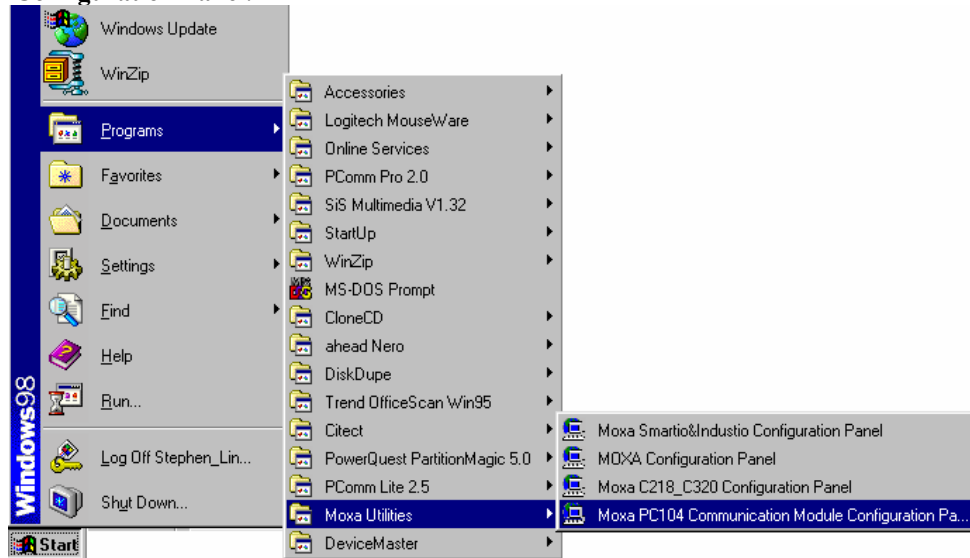 Windows Update
WinZip
Programs
Favorites
Documents
Settings
Find
Help
Run...
Log Off Stephen_Lin...
Shut Down...
Windows98
Start
Accessories
Logitech MouseWare
Online Services
PComm Pro 2.0
SiS Multimedia V1.32
StartUp
WinZip
MS-DOS Prompt
CloneCD
ahead Nero
DiskDupe
Trend OfficeScan Win95
Citect
PowerQuest PartitionMagic 5.0
PComm Lite 2.5
Moxa Utilities
DeviceMaster
Moxa Smartio&Industio Configuration Panel
MOXA Configuration Panel
Moxa C218_C320 Configuration Panel
Moxa PC104 Communication Module Configuration Pa...